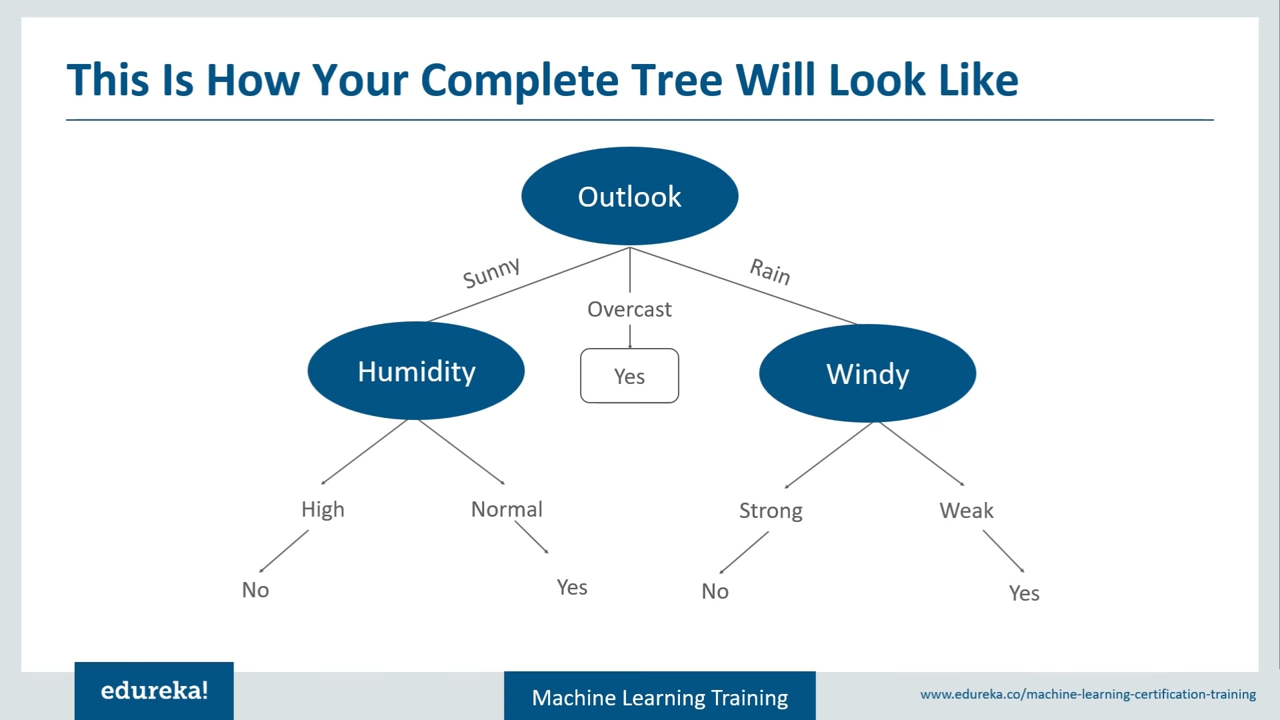 This Is How Your Complete Tree Will Look Like
Outlook
Sunny
Overcast
Rain
Humidity
Yes
Windy
High
Normal
Strong
Weak
No
Yes
No
Yes
edureka!
Machine Learning Training
www.edureka.co/machine-learning-certification-training